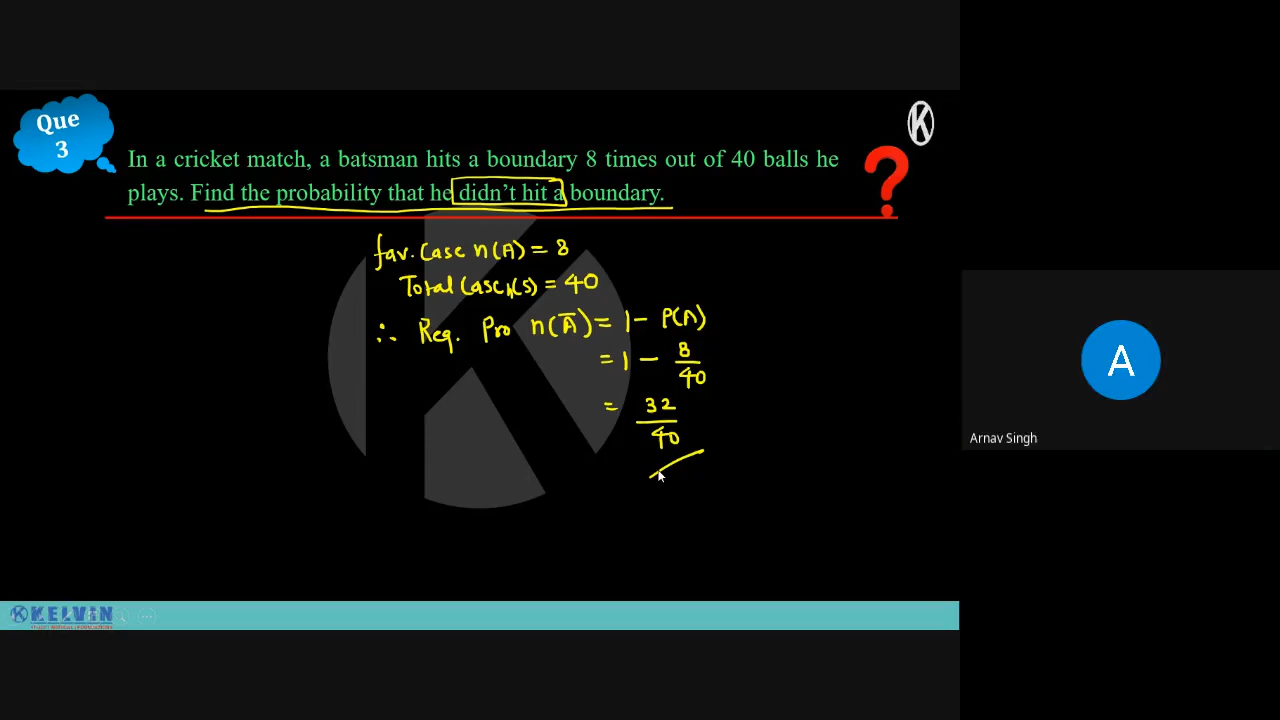 Que
3
In a cricket match, a batsman hits a boundary 8 times out of 40 balls he
plays. Find the probability that he didn't hit a boundary.
?
K
fav. Case n(A) = 8
Total Case n(S) = 40
∴ Req. Pro n(A̅) = 1 - P(A)
= 1 - 8/40
= 32/40
A
Arnav Singh
KELVIN